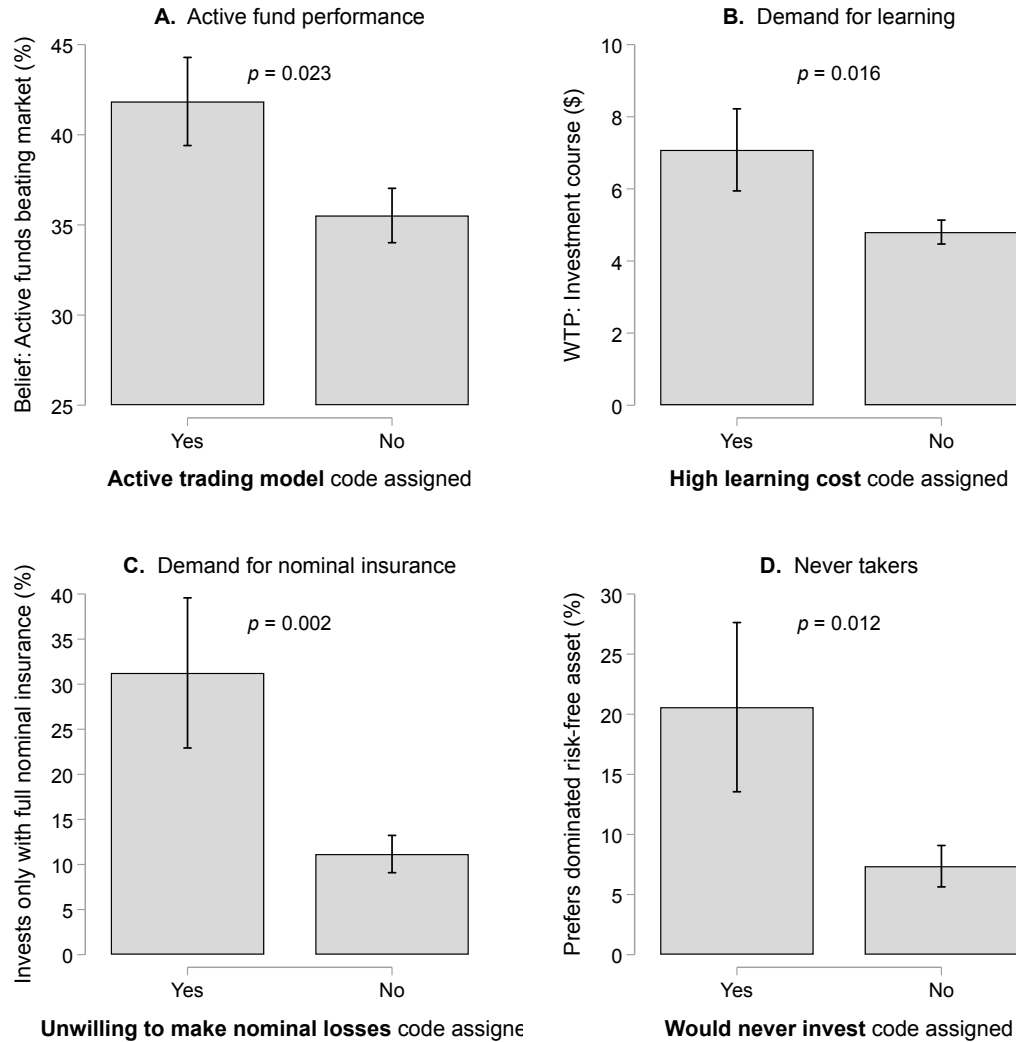 A. Active fund performance
Belief: Active funds beating market (%)
45
40
35
30
25
p = 0.023
Yes
No
Active trading model code assigned
B. Demand for learning
WTP: Investment course ($)
10
8
6
4
2
0
p = 0.016
Yes
No
High learning cost code assigned
C. Demand for nominal insurance
Invests only with full nominal insurance (%)
40
35
30
25
20
15
10
5
0
p = 0.002
Yes
No
Unwilling to make nominal losses code assigne
D. Never takers
Prefers dominated risk-free asset (%)
30
25
20
15
10
5
0
p = 0.012
Yes
No
Would never invest code assigned